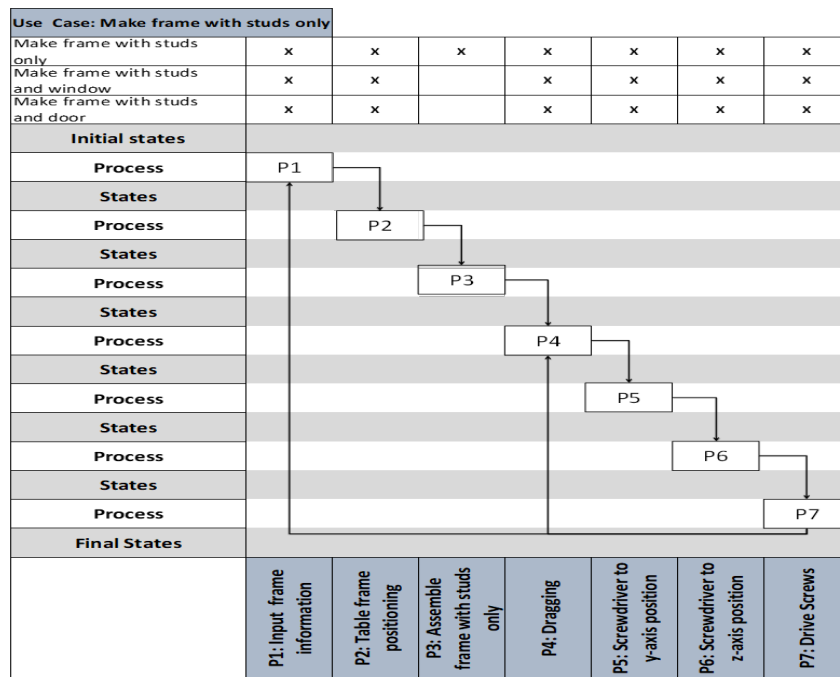 Use Case: Make frame with studs only
Make frame with studs
only
x x x x x x x
Make frame with studs
and window
x x x x x x
Make frame with studs
and door
x x x x x x
Initial states
Process
P1
States
Process
P2
States
Process
P3
States
Process
P4
States
Process
P5
States
Process
P6
States
Process
P7
Final States
P1: Input frame
information
P2: Table frame
positioning
P3: Assemble
frame with studs
only
P4: Dragging
P5: Screwdriver to
y-axis position
P6: Screwdriver to
z-axis position
P7: Drive Screws